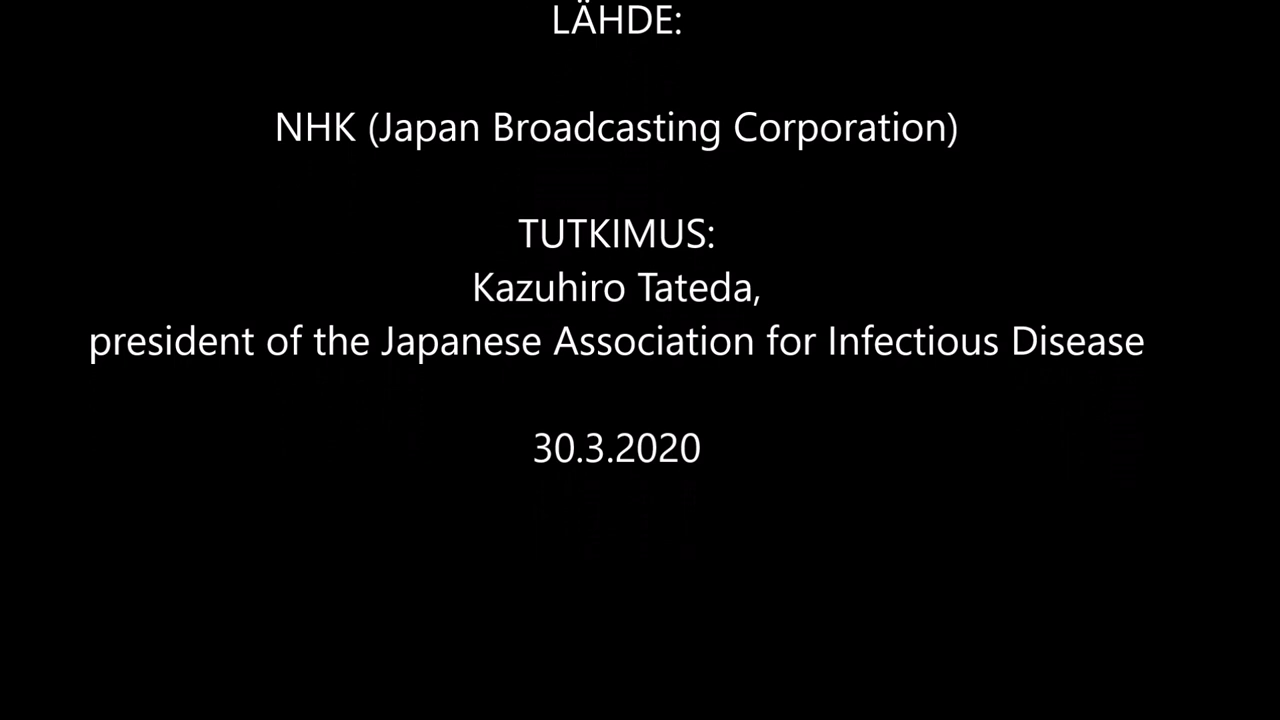 LÄHDE:
NHK (Japan Broadcasting Corporation)
TUTKIMUS:
Kazuhiro Tateda,
president of the Japanese Association for Infectious Disease
30.3.2020